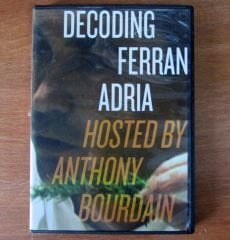 DECODING
FERRAN
ADRIA
HOSTED BY
ANTHONY
BOURDAIN